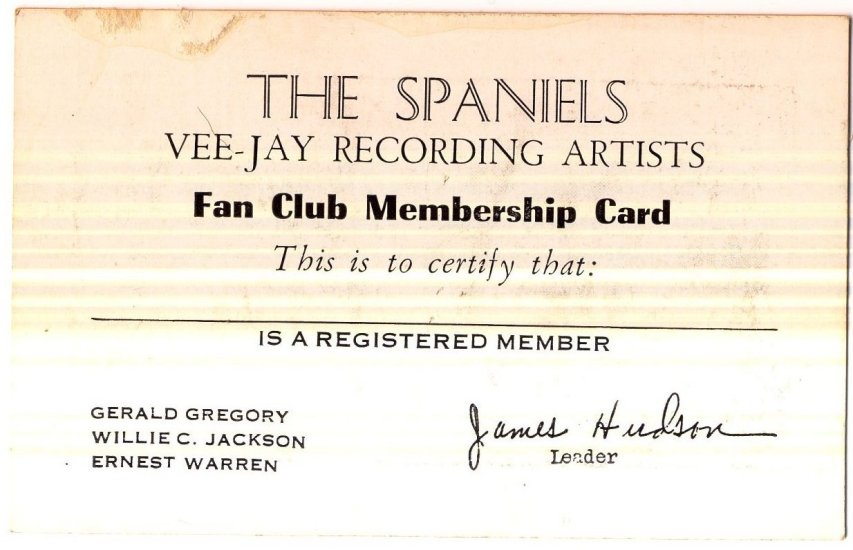 THE SPANIELS
VEE-JAY RECORDING ARTISTS
Fan Club Membership Card
This is to certify that:
IS A REGISTERED MEMBER
GERALD GREGORY
WILLIE C. JACKSON
ERNEST WARREN
James Hudson
Leader